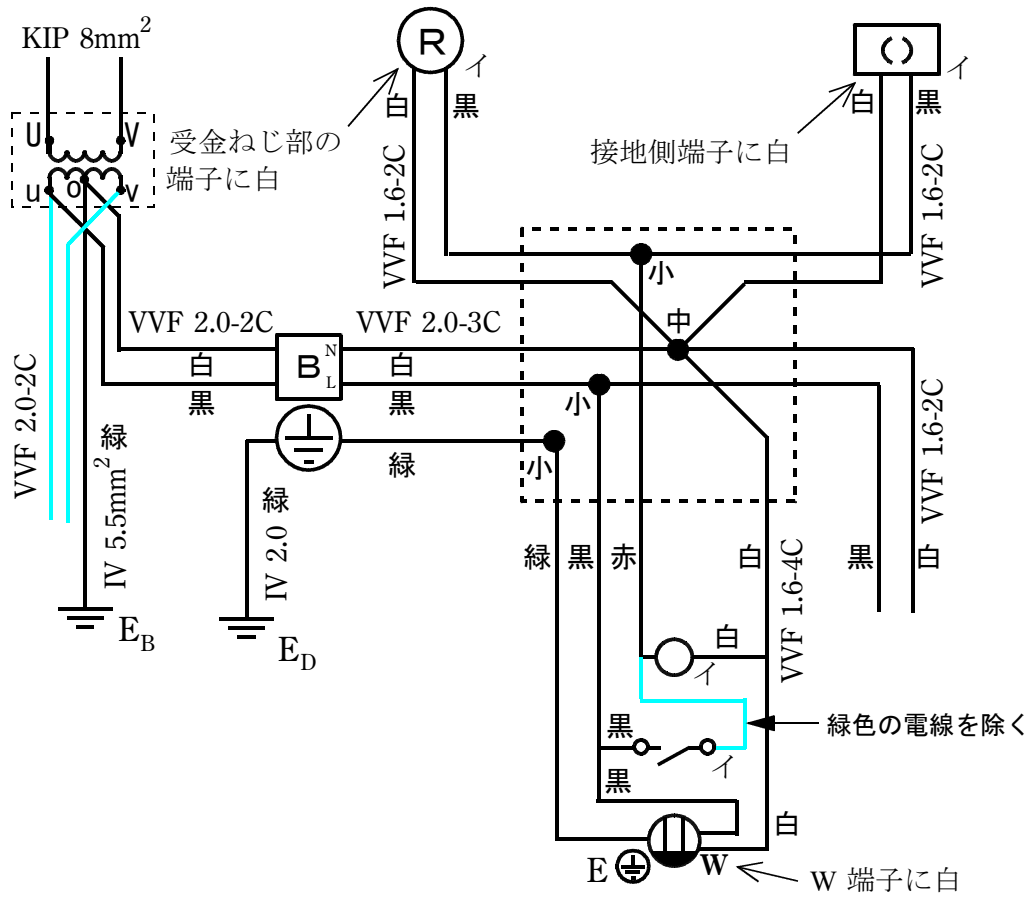 KIP 8mm²
R
イ
( )
イ
白
黒
白
黒
U
V
受金ねじ部の
端子に白
接地側端子に白
u
o
v
VVF 1.6-2C
VVF 1.6-2C
小
中
VVF 2.0-2C
VVF 2.0-3C
白
B
N
L
白
黒
黒
小
VVF 2.0-2C
緑
IV 5.5mm²
緑
小
VVF 1.6-2C
緑
IV 2.0
緑
黒
赤
白
VVF 1.6-4C
黒
白
E_B
E_D
白
イ
緑色の電線を除く
黒
イ
黒
白
E
W
W 端子に白